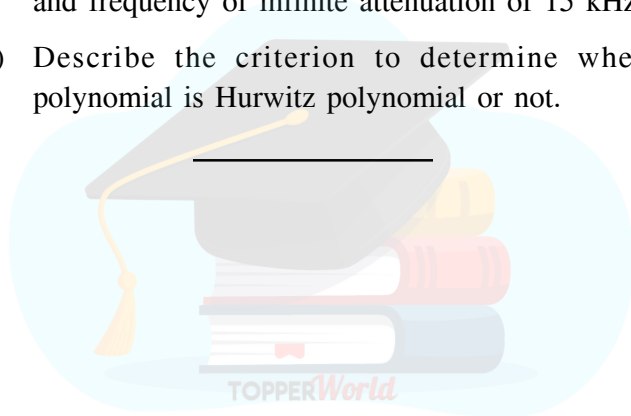 and frequency of infinite attenuation of 15 kHz
) Describe the criterion to determine whe
polynomial is Hurwitz polynomial or not.
TOPPERWorld